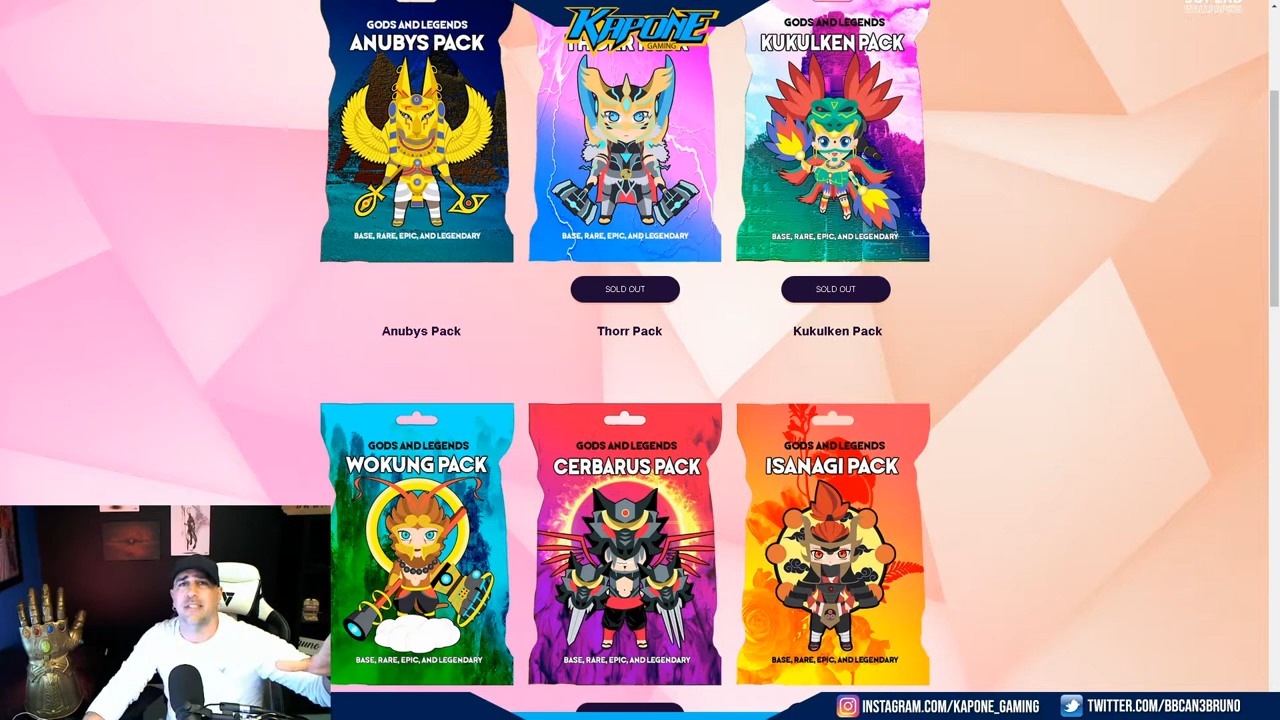 GODS AND LEGENDS
ANUBYS PACK
BASE, RARE, EPIC, AND LEGENDARY
KAPONE
GAMING
BASE, RARE, EPIC, AND LEGENDARY
GODS AND LEGENDS
KUKULKEN PACK
BASE, RARE, EPIC, AND LEGENDARY
WALLPAPERS
SOLD OUT
SOLD OUT
Anubys Pack
Thorr Pack
Kukulken Pack
GODS AND LEGENDS
WOKUNG PACK
BASE, RARE, EPIC, AND LEGENDARY
GODS AND LEGENDS
CERBARUS PACK
BASE, RARE, EPIC, AND LEGENDARY
GODS AND LEGENDS
ISANAGI PACK
BASE, RARE, EPIC, AND LEGENDARY
INSTAGRAM.COM/KAPONE_GAMING
TWITTER.COM/BBCAN3BRUNO